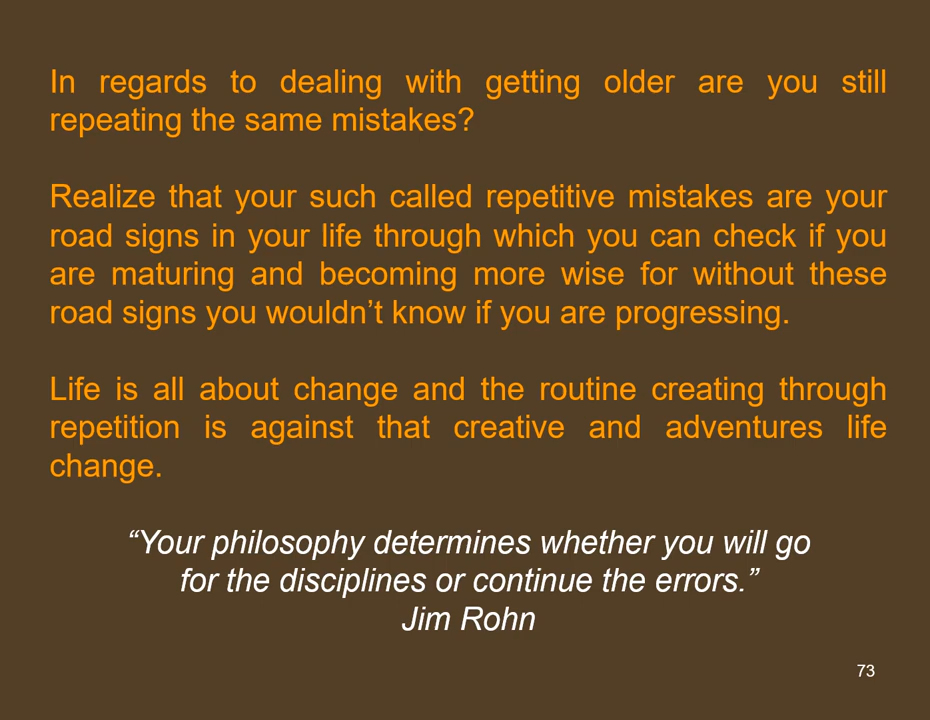 In regards to dealing with getting older are you still
repeating the same mistakes?
Realize that your such called repetitive mistakes are your
road signs in your life through which you can check if you
are maturing and becoming more wise for without these
road signs you wouldn’t know if you are progressing.
Life is all about change and the routine creating through
repetition is against that creative and adventures life
change.
“Your philosophy determines whether you will go
for the disciplines or continue the errors.”
Jim Rohn
73